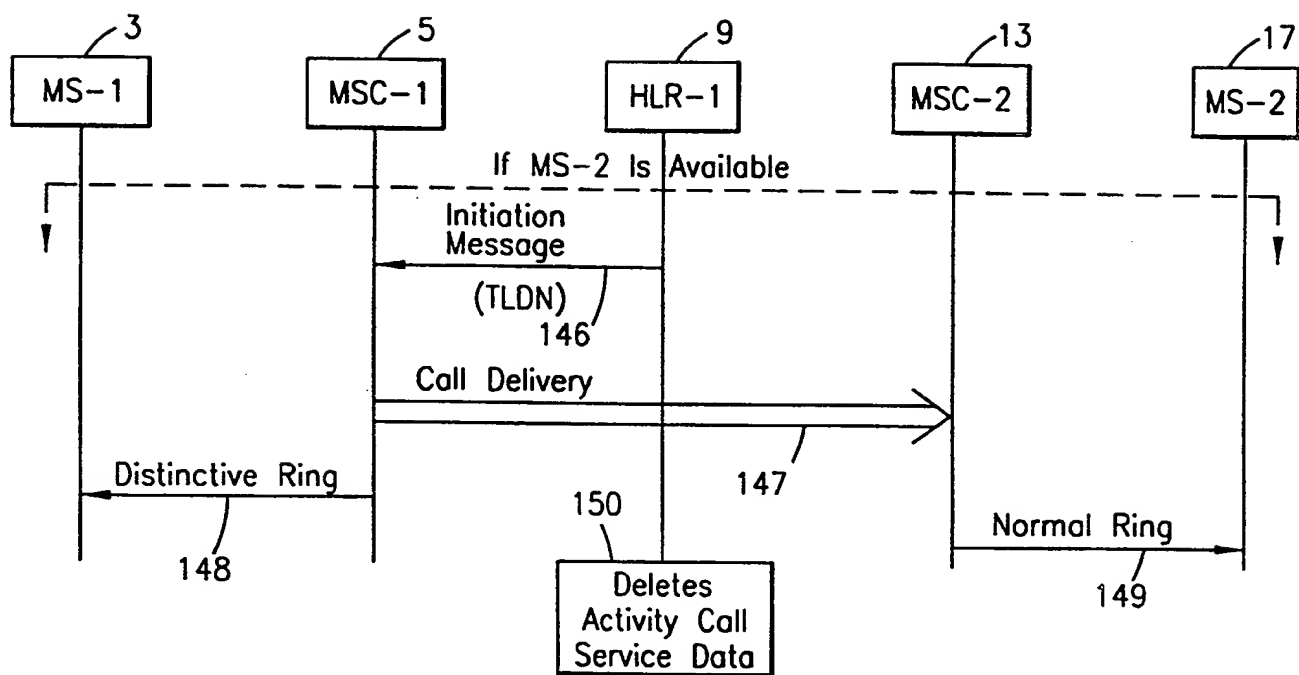 3
5
9
13
17
MS-1
MSC-1
HLR-1
MSC-2
MS-2
If MS-2 Is Available
Initiation
Message
(TLDN)
146
Call Delivery
147
Distinctive Ring
148
150
Normal Ring
149
Deletes
Activity Call
Service Data